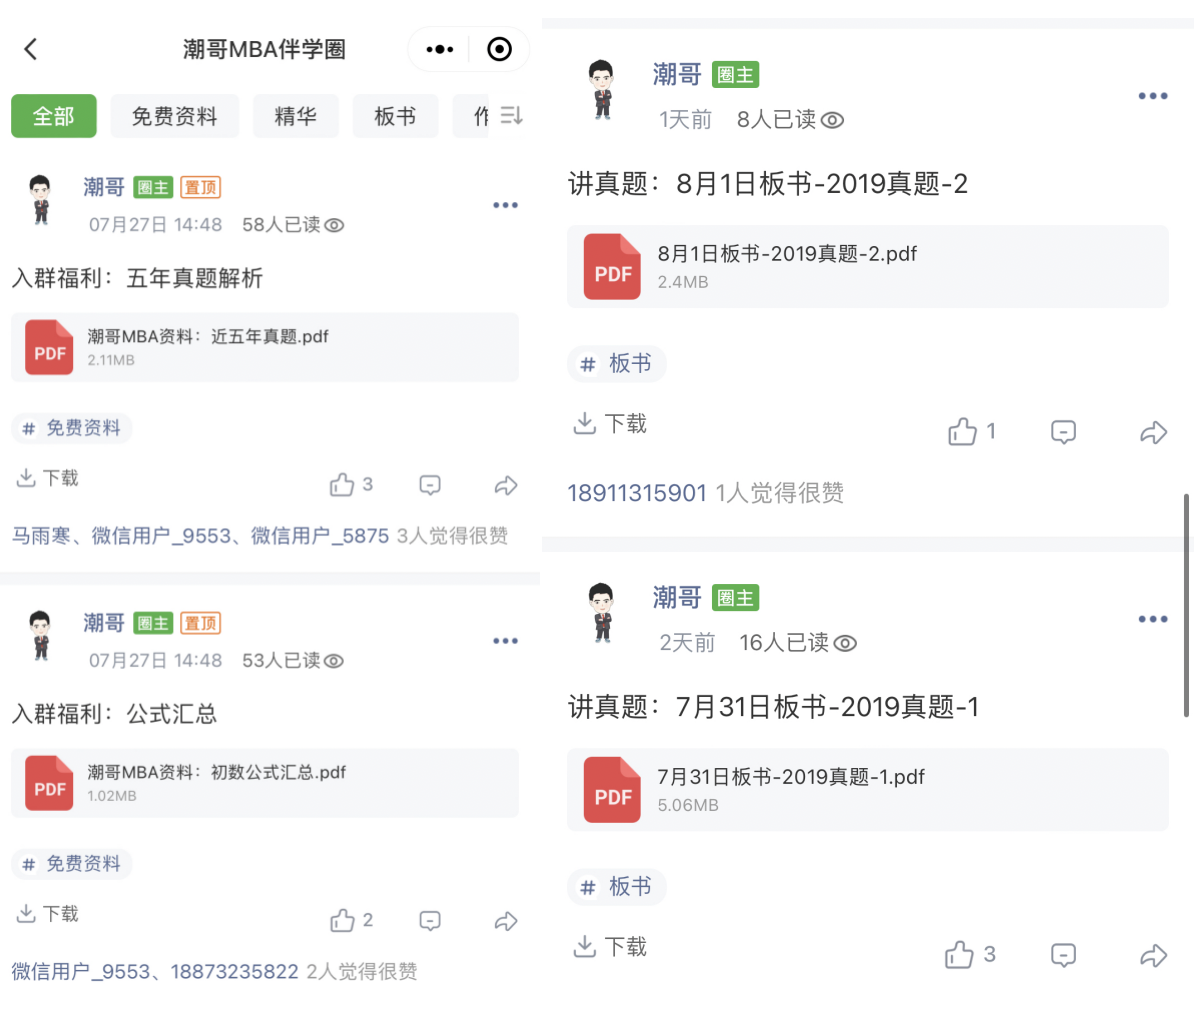 潮哥MBA伴学圈
全部
免费资料
精华
板书
潮哥 圈主 置顶
07月27日 14:48 58人已读
入群福利：五年真题解析
PDF
潮哥MBA资料：近五年真题.pdf
2.11MB
# 免费资料
下载
3
马雨寒、微信用户_9553、微信用户_5875 3人觉得很赞
潮哥 圈主 置顶
07月27日 14:48 53人已读
入群福利：公式汇总
PDF
潮哥MBA资料：初数公式汇总.pdf
1.02MB
# 免费资料
下载
2
微信用户_9553、18873235822 2人觉得很赞
潮哥 圈主
1天前 8人已读
讲真题：8月1日板书-2019真题-2
PDF
8月1日板书-2019真题-2.pdf
2.4MB
# 板书
下载
1
18911315901 1人觉得很赞
潮哥 圈主
2天前 16人已读
讲真题：7月31日板书-2019真题-1
PDF
7月31日板书-2019真题-1.pdf
5.06MB
# 板书
下载
3